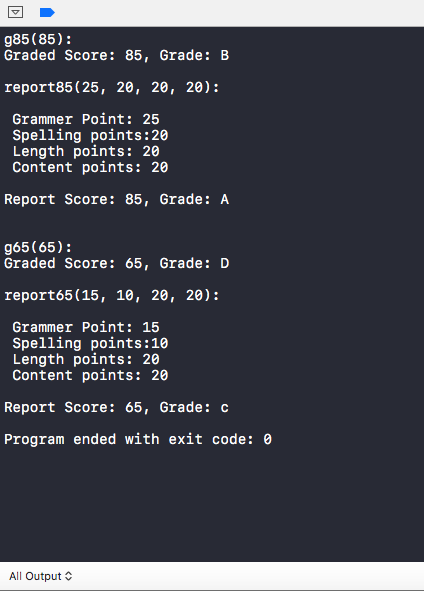 g85(85):
Graded Score: 85, Grade: B
report85(25, 20, 20, 20):
Grammer Point: 25
Spelling points:20
Length points: 20
Content points: 20
Report Score: 85, Grade: A
g65(65):
Graded Score: 65, Grade: D
report65(15, 10, 20, 20):
Grammer Point: 15
Spelling points:10
Length points: 20
Content points: 20
Report Score: 65, Grade: c
Program ended with exit code: 0
All Output